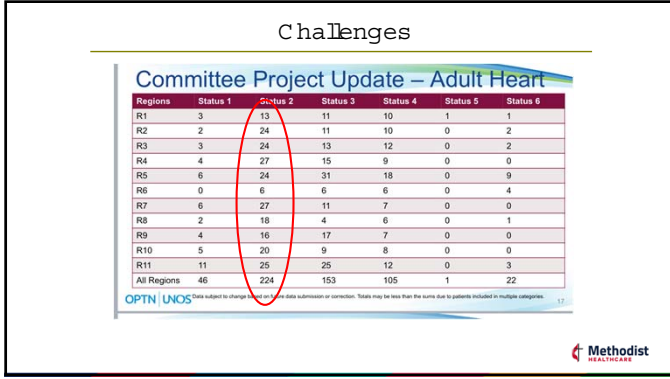 Challenges
Committee Project Update – Adult Heart
Regions Status 1 Status 2 Status 3 Status 4 Status 5 Status 6
R1 3 13 11 10 1 1
R2 2 24 11 10 0 2
R3 3 24 13 12 0 2
R4 4 27 15 9 0 0
R5 6 24 31 18 0 9
R6 0 6 6 6 0 4
R7 6 27 11 7 0 0
R8 2 18 4 6 0 1
R9 4 16 17 7 0 0
R10 5 20 9 8 0 0
R11 11 25 25 12 0 3
All Regions 46 224 153 105 1 22
OPTN UNOS Data subject to change based on future data submission or correction. Totals may be less than the sums due to patients included in multiple categories 17
Methodist
HEALTHCARE